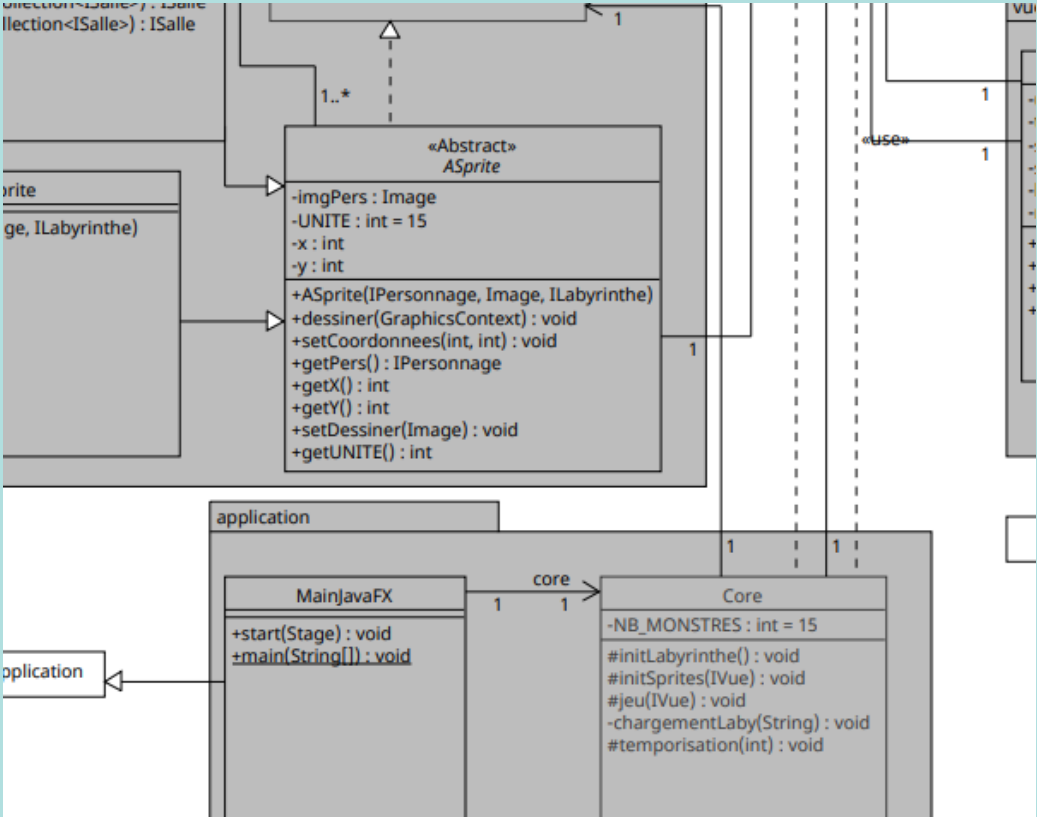 llection<ISalle>) : ISalle
1
1..*
1
«use»
1
«Abstract»
ASprite
-imgPers : Image
-UNITE : int = 15
-x : int
-y : int
+ASprite(IPersonnage, Image, ILabyrinthe)
+dessiner(GraphicsContext) : void
+setCoordonnees(int, int) : void
+getPers() : IPersonnage
+getX() : int
+getY() : int
+setDessiner(Image) : void
+getUNITE() : int
rite
ge, ILabyrinthe)
1
application
1
1
MainJavaFX
+start(Stage) : void
+main(String[]) : void
core
1
1
Core
-NB_MONSTRES : int = 15
#initLabyrinthe() : void
#initSprites(IVue) : void
#jeu(IVue) : void
-chargementLaby(String) : void
#temporisation(int) : void
pplication